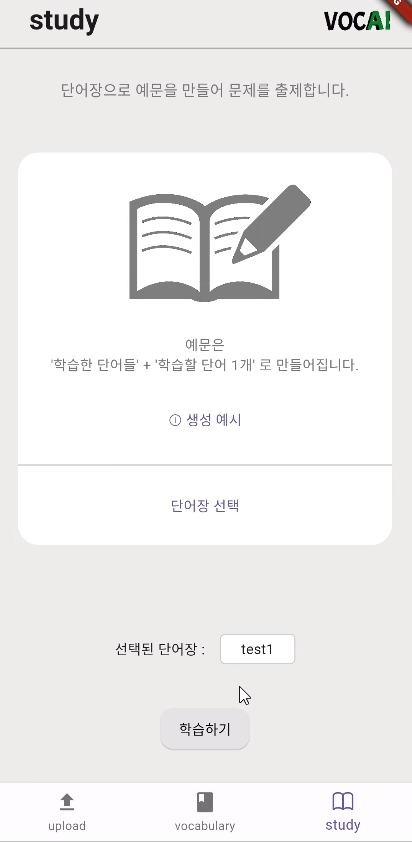 study
VOCAI
단어장으로 예문을 만들어 문제를 출제합니다.
예문은
'학습한 단어들' + '학습할 단어 1개' 로 만들어집니다.
ⓘ 생성 예시
단어장 선택
선택된 단어장 : test1
학습하기
upload vocabulary study